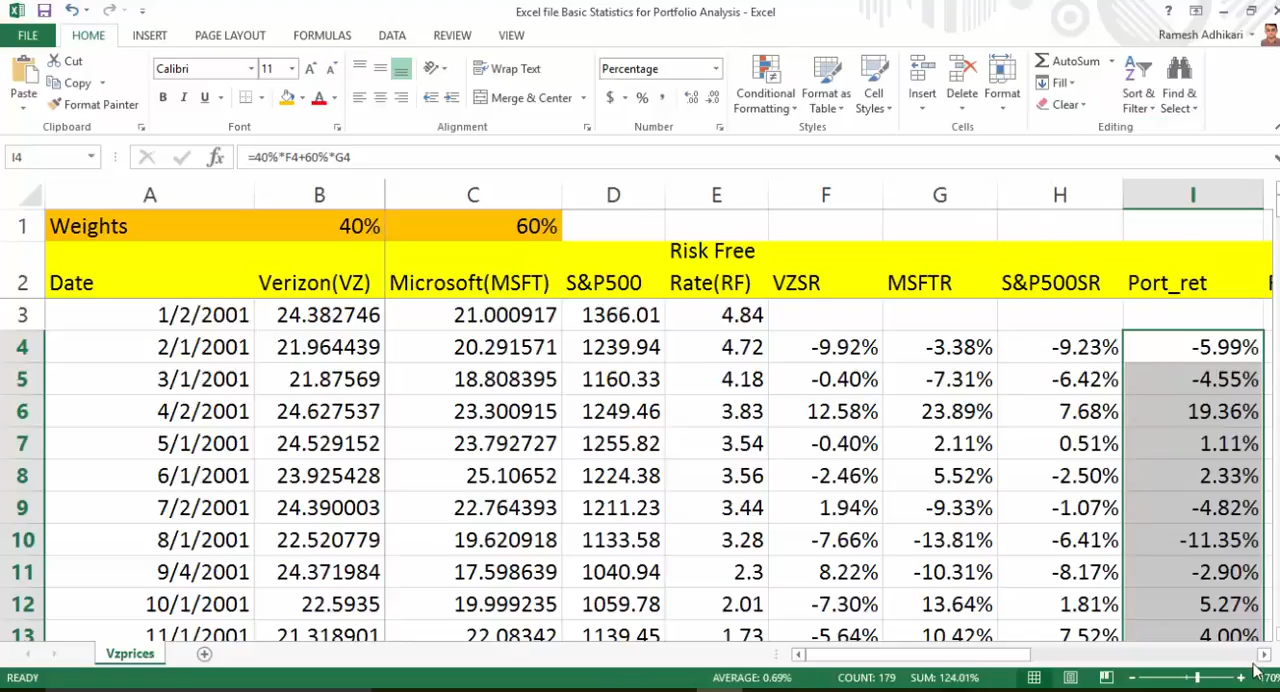 Excel file Basic Statistics for Portfolio Analysis - Excel
?
FILE HOME INSERT PAGE LAYOUT FORMULAS DATA REVIEW VIEW Ramesh Adhikari
Cut
Copy
Format Painter
Paste
Clipboard
Calibri 11 A A
B I U A
Font
Wrap Text
Merge & Center
Alignment
Percentage
$ % ,
Number
Conditional Formatting
Format as Table
Cell Styles
Styles
Insert Delete Format
Cells
AutoSum
Fill
Clear
Sort & Filter
Find & Select
Editing
I4 fx =40%*F4+60%*G4
A B C D E F G H I
1 Weights 40% 60%
Risk Free
2 Date Verizon(VZ) Microsoft(MSFT) S&P500 Rate(RF) VZSR MSFTR S&P500SR Port_ret
3 1/2/2001 24.382746 21.000917 1366.01 4.84
4 2/1/2001 21.964439 20.291571 1239.94 4.72 -9.92% -3.38% -9.23% -5.99%
5 3/1/2001 21.87569 18.808395 1160.33 4.18 -0.40% -7.31% -6.42% -4.55%
6 4/2/2001 24.627537 23.300915 1249.46 3.83 12.58% 23.89% 7.68% 19.36%
7 5/1/2001 24.529152 23.792727 1255.82 3.54 -0.40% 2.11% 0.51% 1.11%
8 6/1/2001 23.925428 25.10652 1224.38 3.56 -2.46% 5.52% -2.50% 2.33%
9 7/2/2001 24.390003 22.764393 1211.23 3.44 1.94% -9.33% -1.07% -4.82%
10 8/1/2001 22.520779 19.620918 1133.58 3.28 -7.66% -13.81% -6.41% -11.35%
11 9/4/2001 24.371984 17.598639 1040.94 2.3 8.22% -10.31% -8.17% -2.90%
12 10/1/2001 22.5935 19.999235 1059.78 2.01 -7.30% 13.64% 1.81% 5.27%
13 11/1/2001 21.318901 22.08342 1139.45 1.73 -5.64% 10.42% 7.52% 4.00%
Vzprices
READY AVERAGE: 0.69% COUNT: 179 SUM: 124.01%